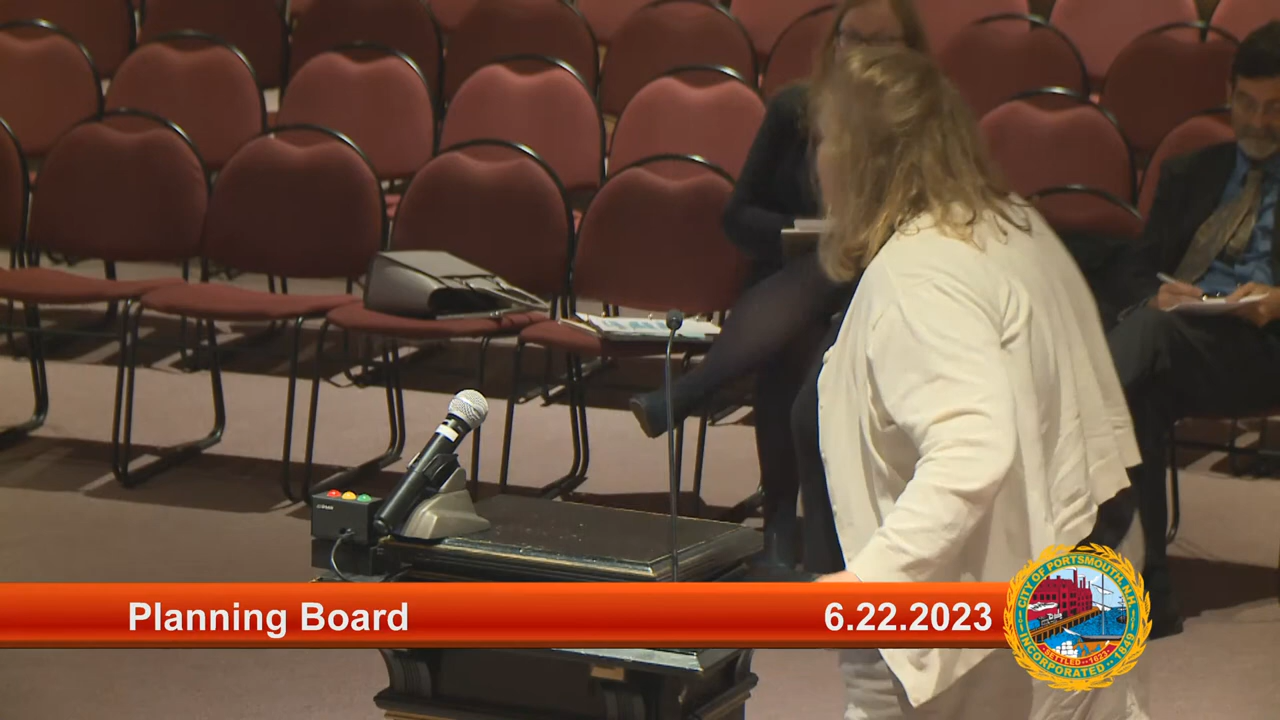 Planning Board
6.22.2023
CITY OF PORTSMOUTH, N.H.
SETTLED 1623
INCORPORATED 1849